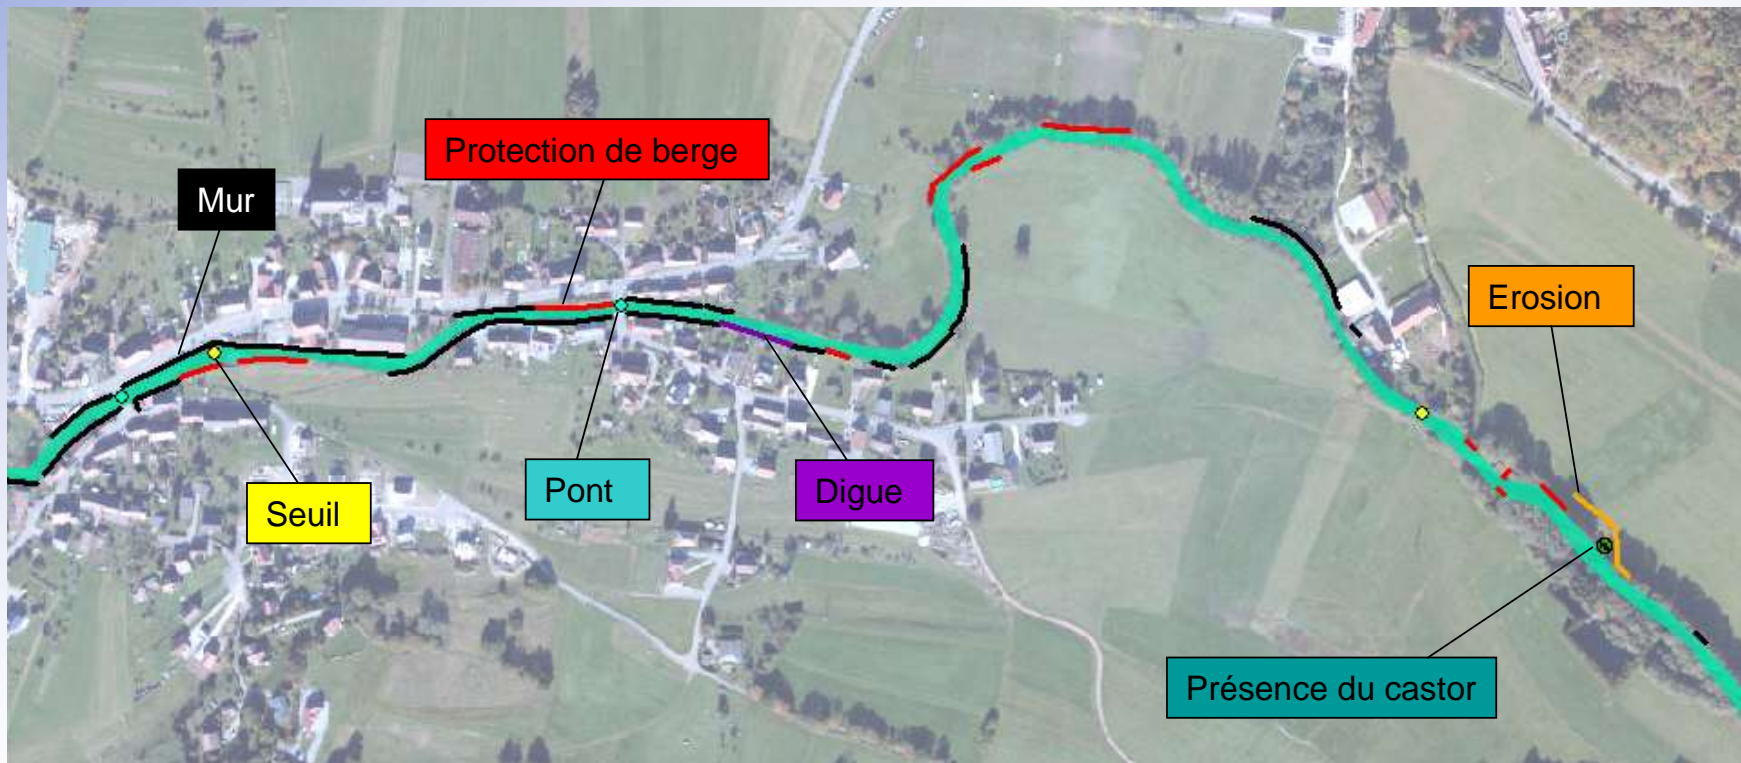 Protection de berge
Mur
Erosion
Pont
Digue
Seuil
Présence du castor